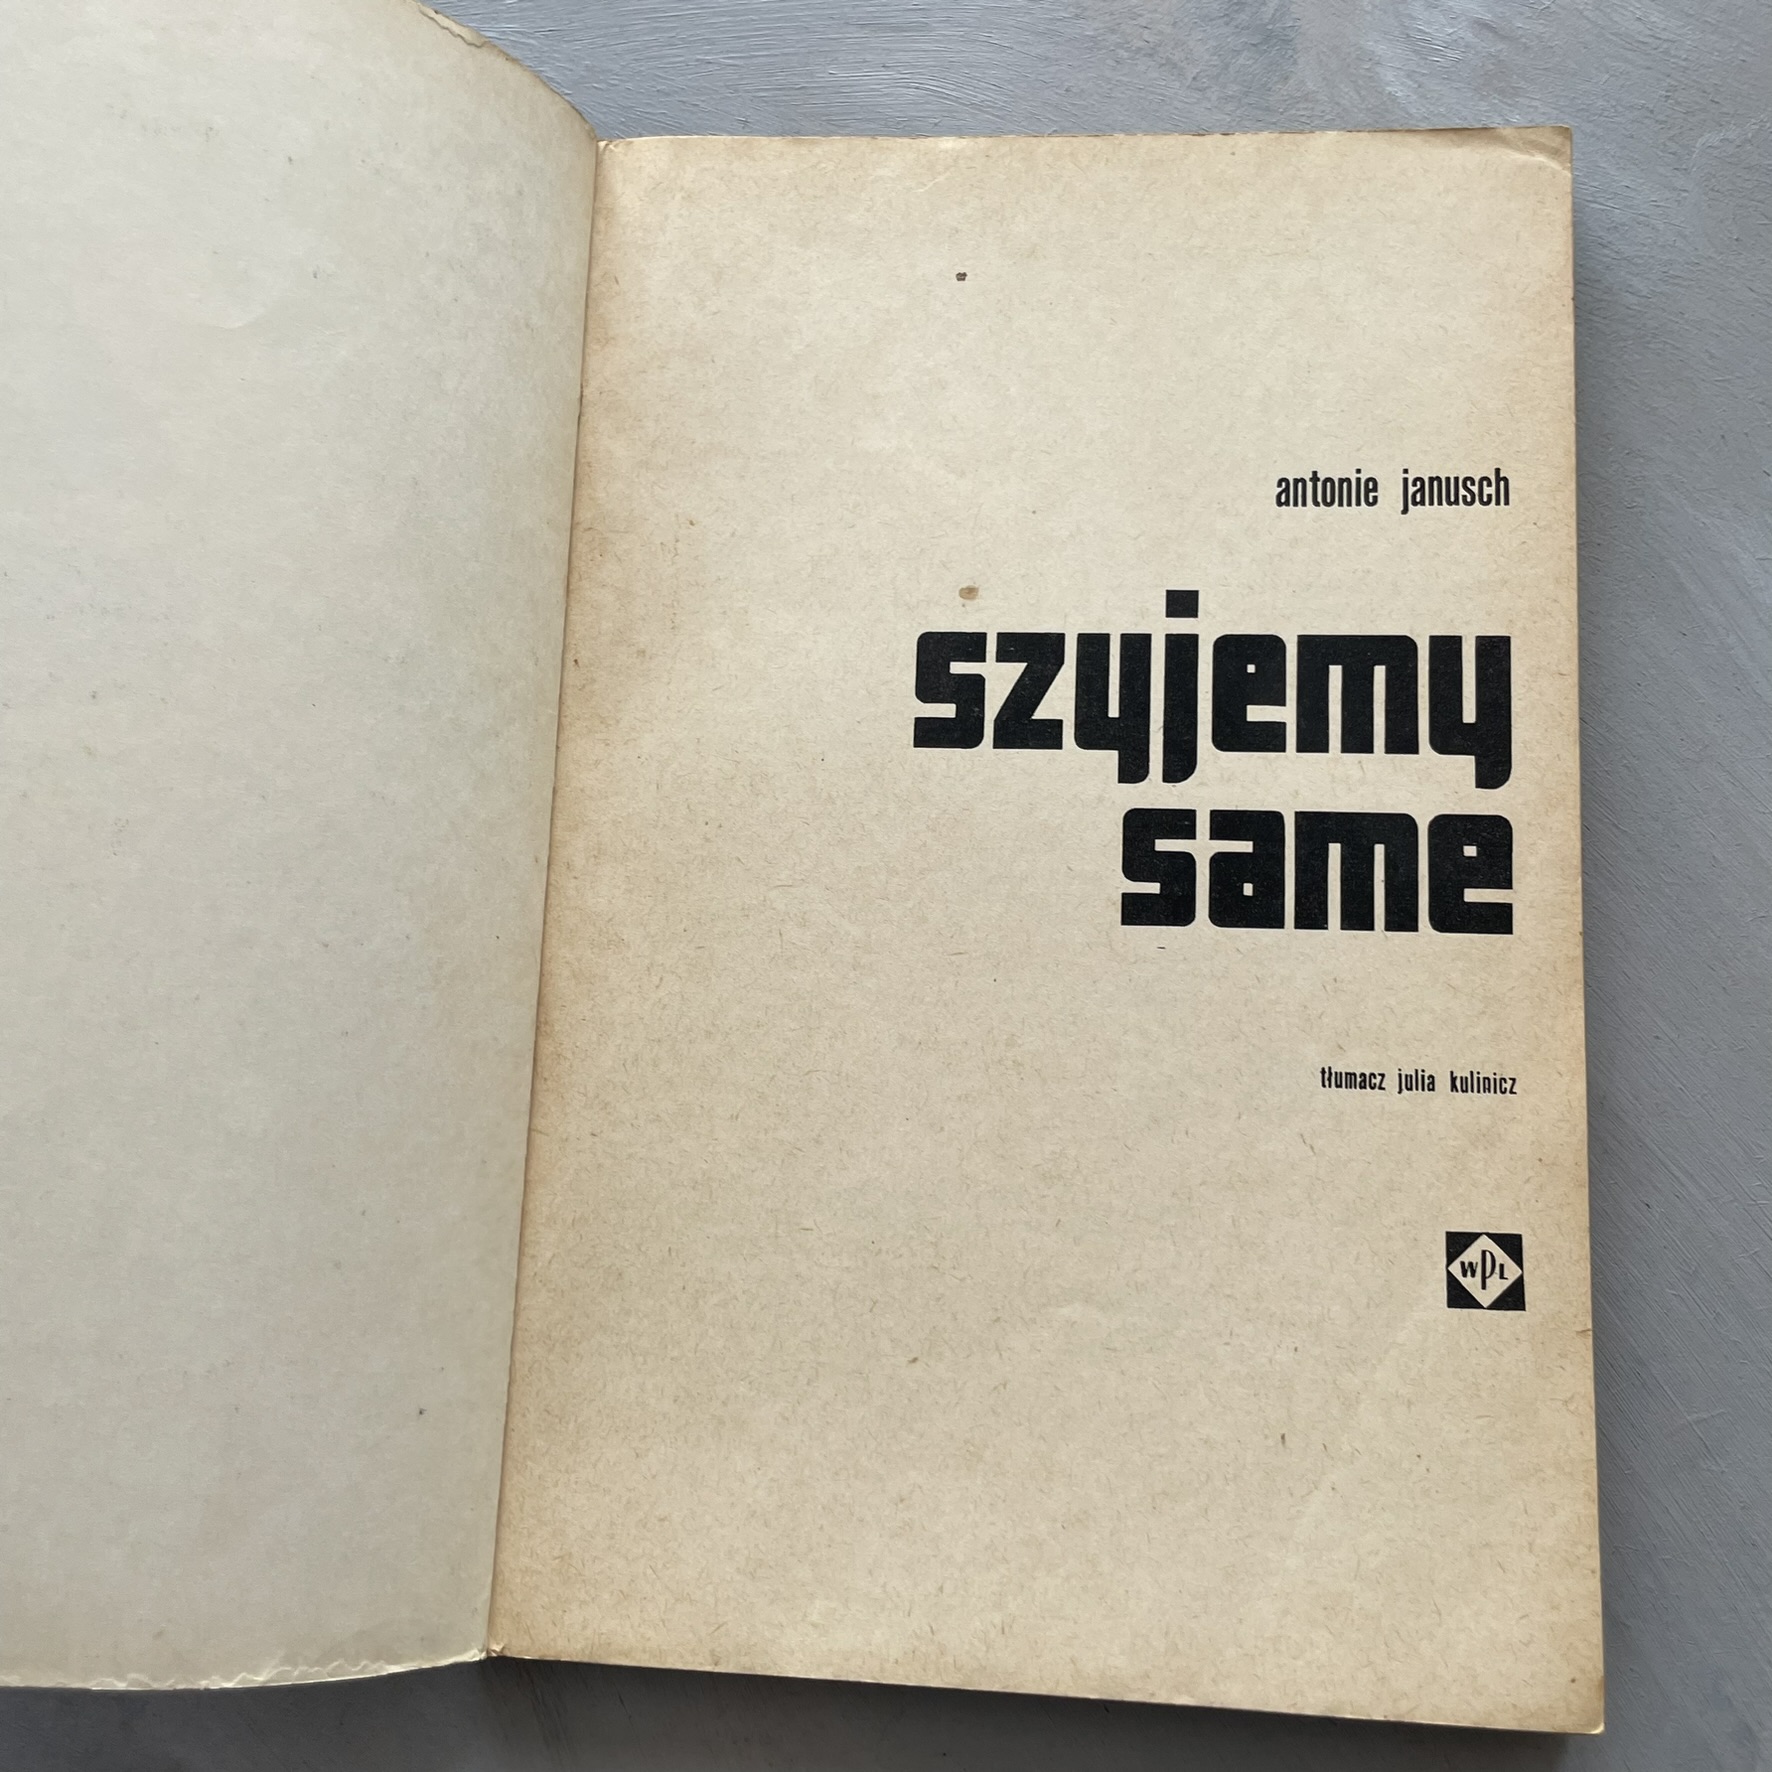 antonie janusch
szyjemy
same
tłumacz julia kulinicz
WPL